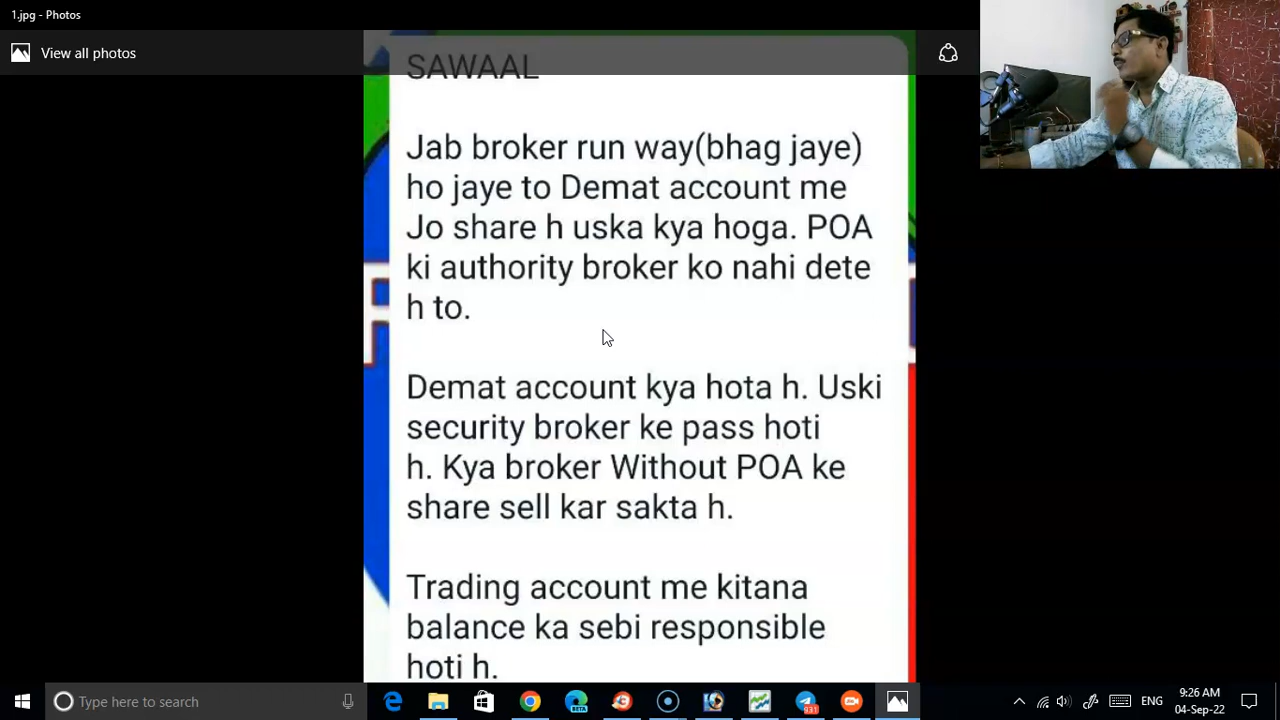 1.jpg - Photos
View all photos
SAWAAL
Jab broker run way(bhag jaye)
ho jaye to Demat account me
Jo share h uska kya hoga. POA
ki authority broker ko nahi dete
h to.
Demat account kya hota h. Uski
security broker ke pass hoti
h. Kya broker Without POA ke
share sell kar sakta h.
Trading account me kitana
balance ka sebi responsible
hoti h.
Type here to search
BETA
931
ENG
9:26 AM
04-Sep-22